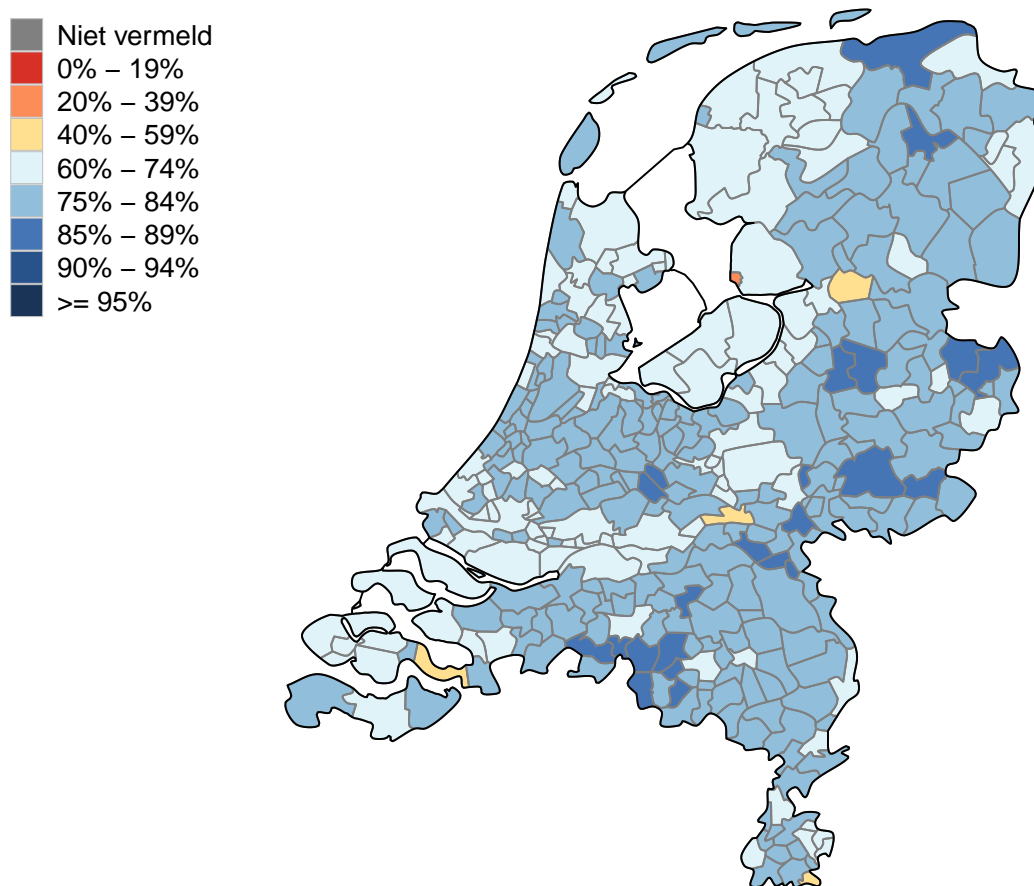 Niet vermeld
0% – 19%
20% – 39%
40% – 59%
60% – 74%
75% – 84%
85% – 89%
90% – 94%
>= 95%